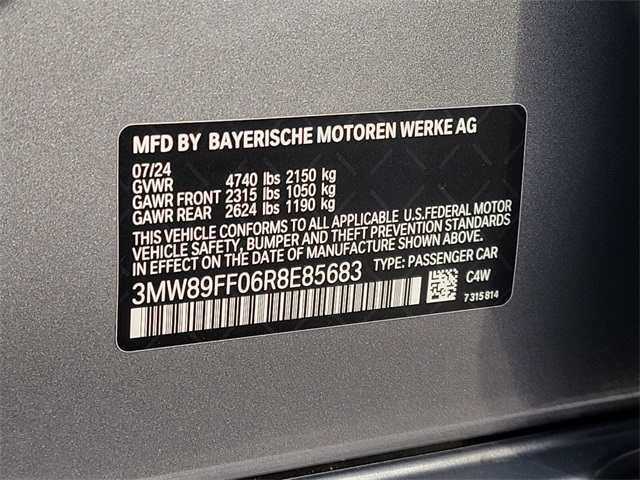 MFD BY BAYERISCHE MOTOREN WERKE AG
07/24
GVWR 4740 lbs 2150 kg
GAWR FRONT 2315 lbs 1050 kg
GAWR REAR 2624 lbs 1190 kg
THIS VEHICLE CONFORMS TO ALL APPLICABLE U.S.FEDERAL MOTOR
VEHICLE SAFETY, BUMPER AND THEFT PREVENTION STANDARDS
IN EFFECT ON THE DATE OF MANUFACTURE SHOWN ABOVE.
3MW89FF06R8E85683 TYPE: PASSENGER CAR
C4W
7 315 814